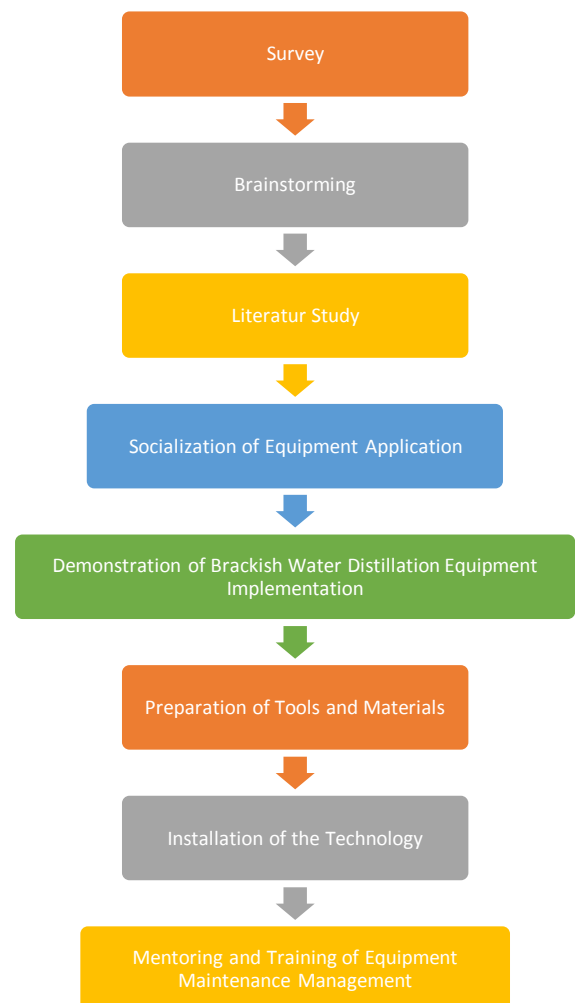 Survey
Brainstorming
Literatur Study
Socialization of Equipment Application
Demonstration of Brackish Water Distillation Equipment
Implementation
Preparation of Tools and Materials
Installation of the Technology
Mentoring and Training of Equipment
Maintenance Management